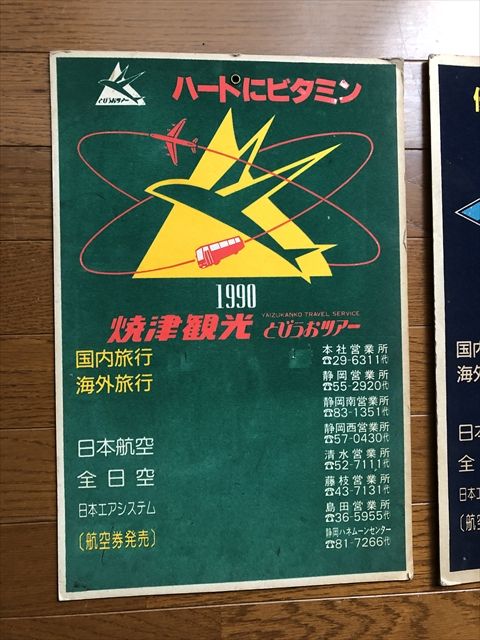 とびうおツアー
ハートにビタミン
1990
YAIZUKANKO TRAVEL SERVICE
焼津観光 とびうおツアー
国内旅行
海外旅行
日本航空
全日空
日本エアシステム
〔航空券発売〕
本社営業所
☎29-6311代
静岡営業所
☎55-2920代
静岡南営業所
☎83-1351代
静岡西営業所
☎57-0430代
清水営業所
☎52-7111代
藤枝営業所
☎43-7131代
島田営業所
☎36-5955代
静岡ハネムーンセンター
☎81-7266代
国内
海外
日
全
日本
〔航